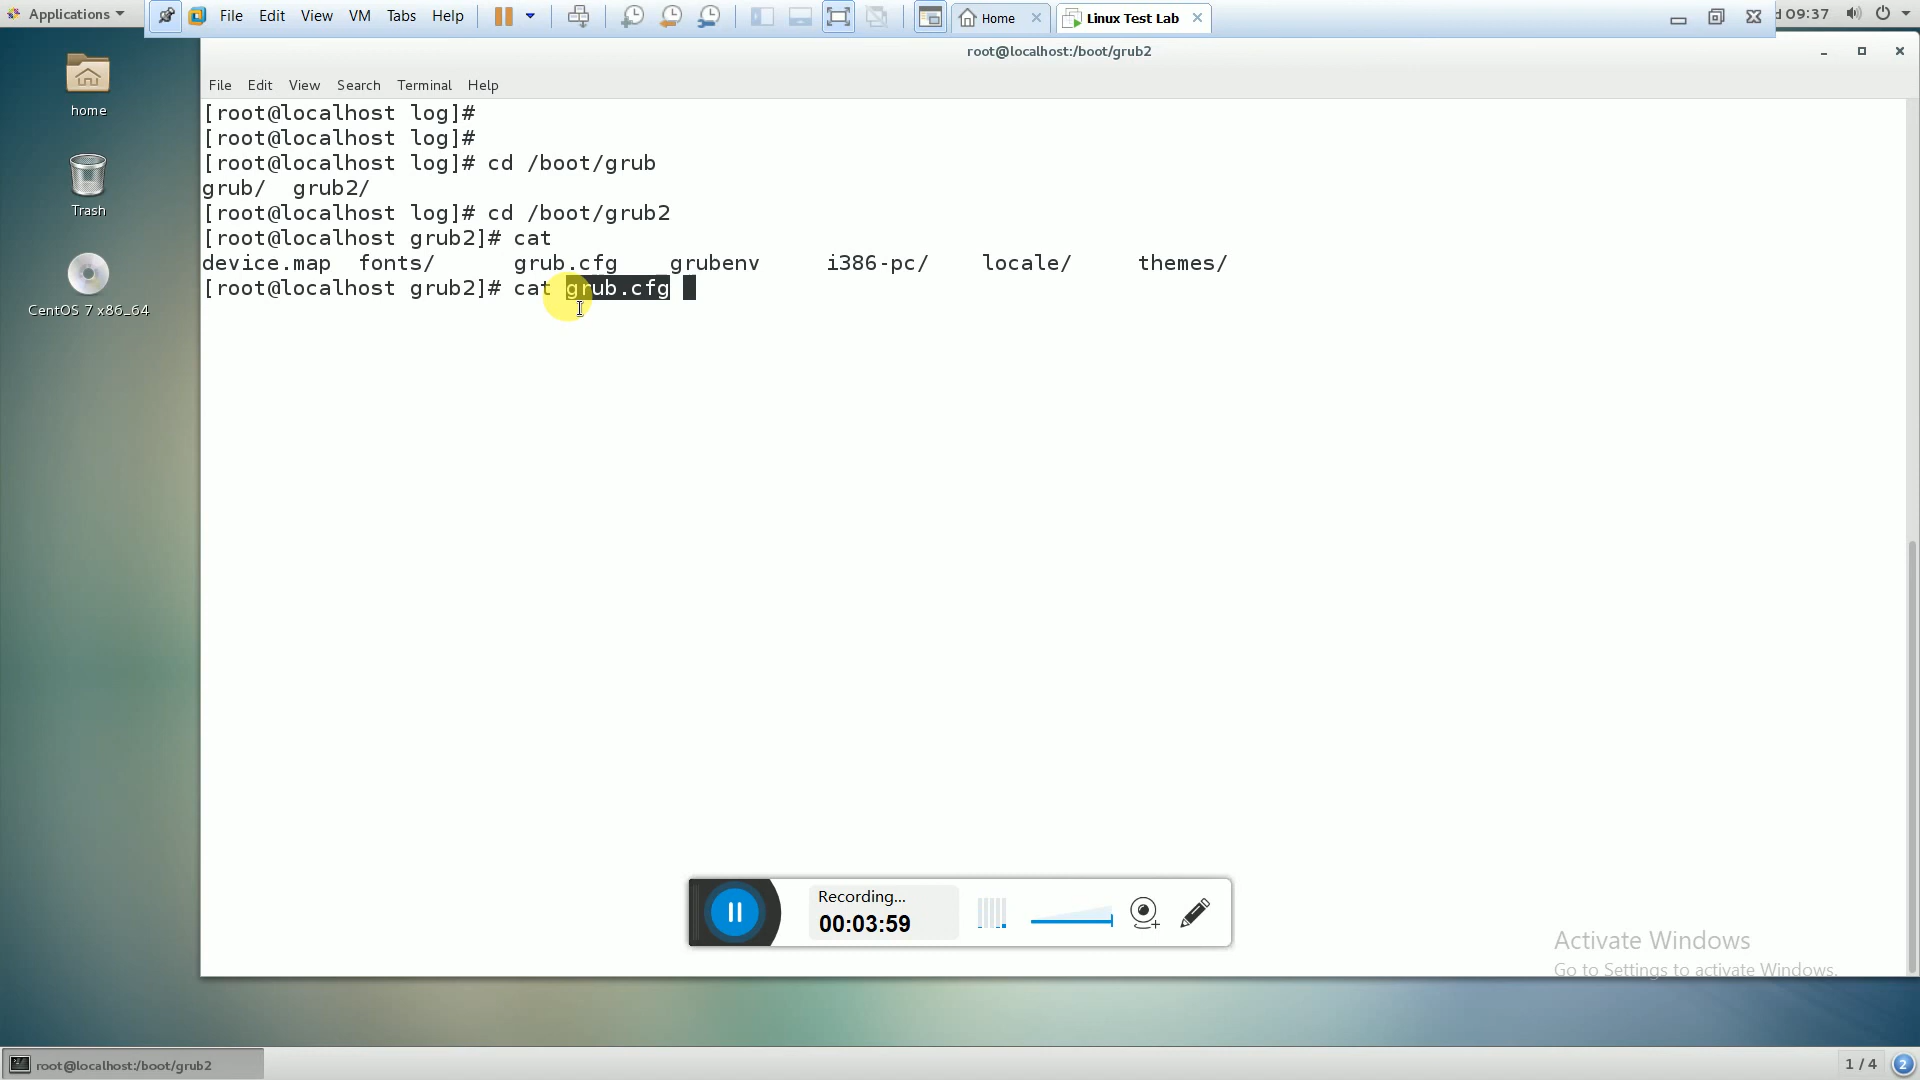 Applications
File Edit View VM Tabs Help
Home
Linux Test Lab
09:37
root@localhost:/boot/grub2
File Edit View Search Terminal Help
home
Trash
CentOS 7 x86_64
[root@localhost log]#
[root@localhost log]#
[root@localhost log]# cd /boot/grub
grub/ grub2/
[root@localhost log]# cd /boot/grub2
[root@localhost grub2]# cat
device.map fonts/ grub.cfg grubenv i386-pc/ locale/ themes/
[root@localhost grub2]# cat grub.cfg
Recording...
00:03:59
Activate Windows
Go to Settings to activate Windows.
root@localhost:/boot/grub2
1 / 4
2